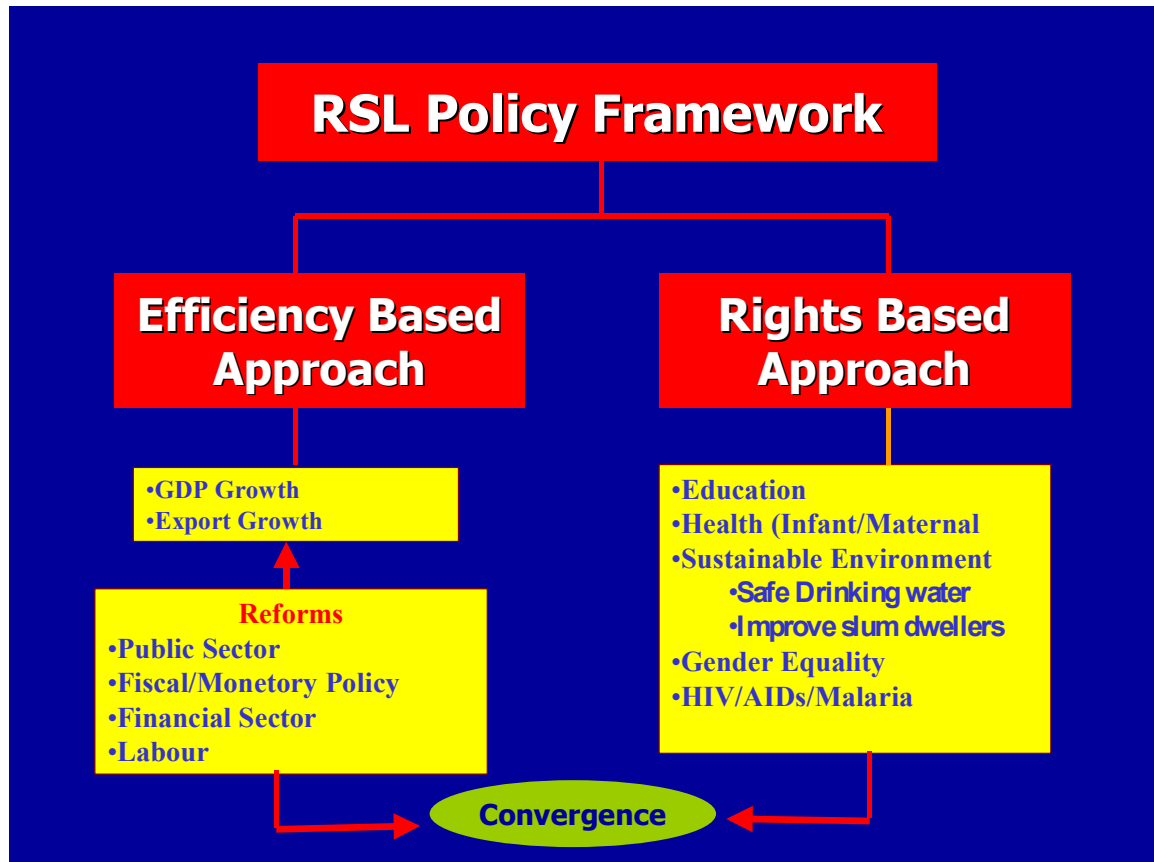 RSL Policy Framework
Efficiency Based
Approach
•GDP Growth
•Export Growth
Reforms
•Public Sector
•Fiscal/Monetory Policy
•Financial Sector
•Labour
Rights Based
Approach
•Education
•Health (Infant/Maternal
•Sustainable Environment
•Safe Drinking water
•Improve slum dwellers
•Gender Equality
•HIV/AIDs/Malaria
Convergence